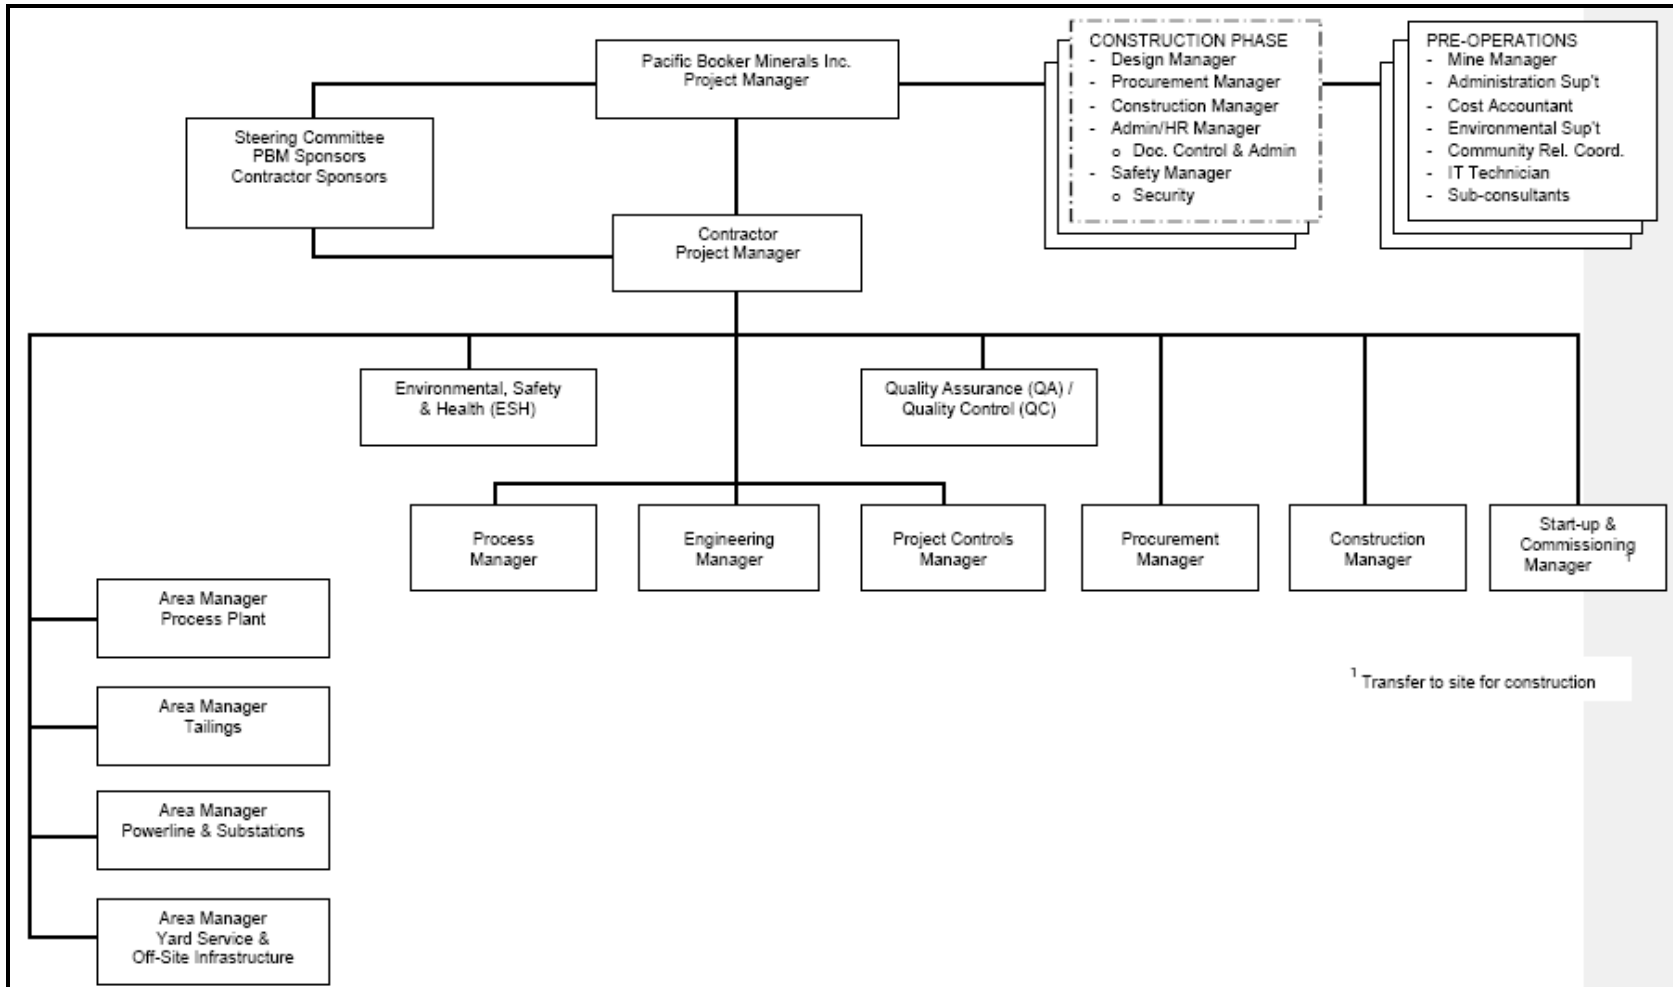 Pacific Booker Minerals Inc.
Project Manager
CONSTRUCTION PHASE
- Design Manager
- Procurement Manager
- Construction Manager
- Admin/HR Manager
o Doc. Control & Admin
- Safety Manager
o Security
PRE-OPERATIONS
- Mine Manager
- Administration Sup't
- Cost Accountant
- Environmental Sup't
- Community Rel. Coord.
- IT Technician
- Sub-consultants
Steering Committee
PBM Sponsors
Contractor Sponsors
Contractor
Project Manager
Environmental, Safety
& Health (ESH)
Quality Assurance (QA) /
Quality Control (QC)
Process
Manager
Engineering
Manager
Project Controls
Manager
Procurement
Manager
Construction
Manager
Start-up &
Commissioning
Manager 1
Area Manager
Process Plant
Area Manager
Tailings
Area Manager
Powerline & Substations
Area Manager
Yard Service &
Off-Site Infrastructure
1 Transfer to site for construction